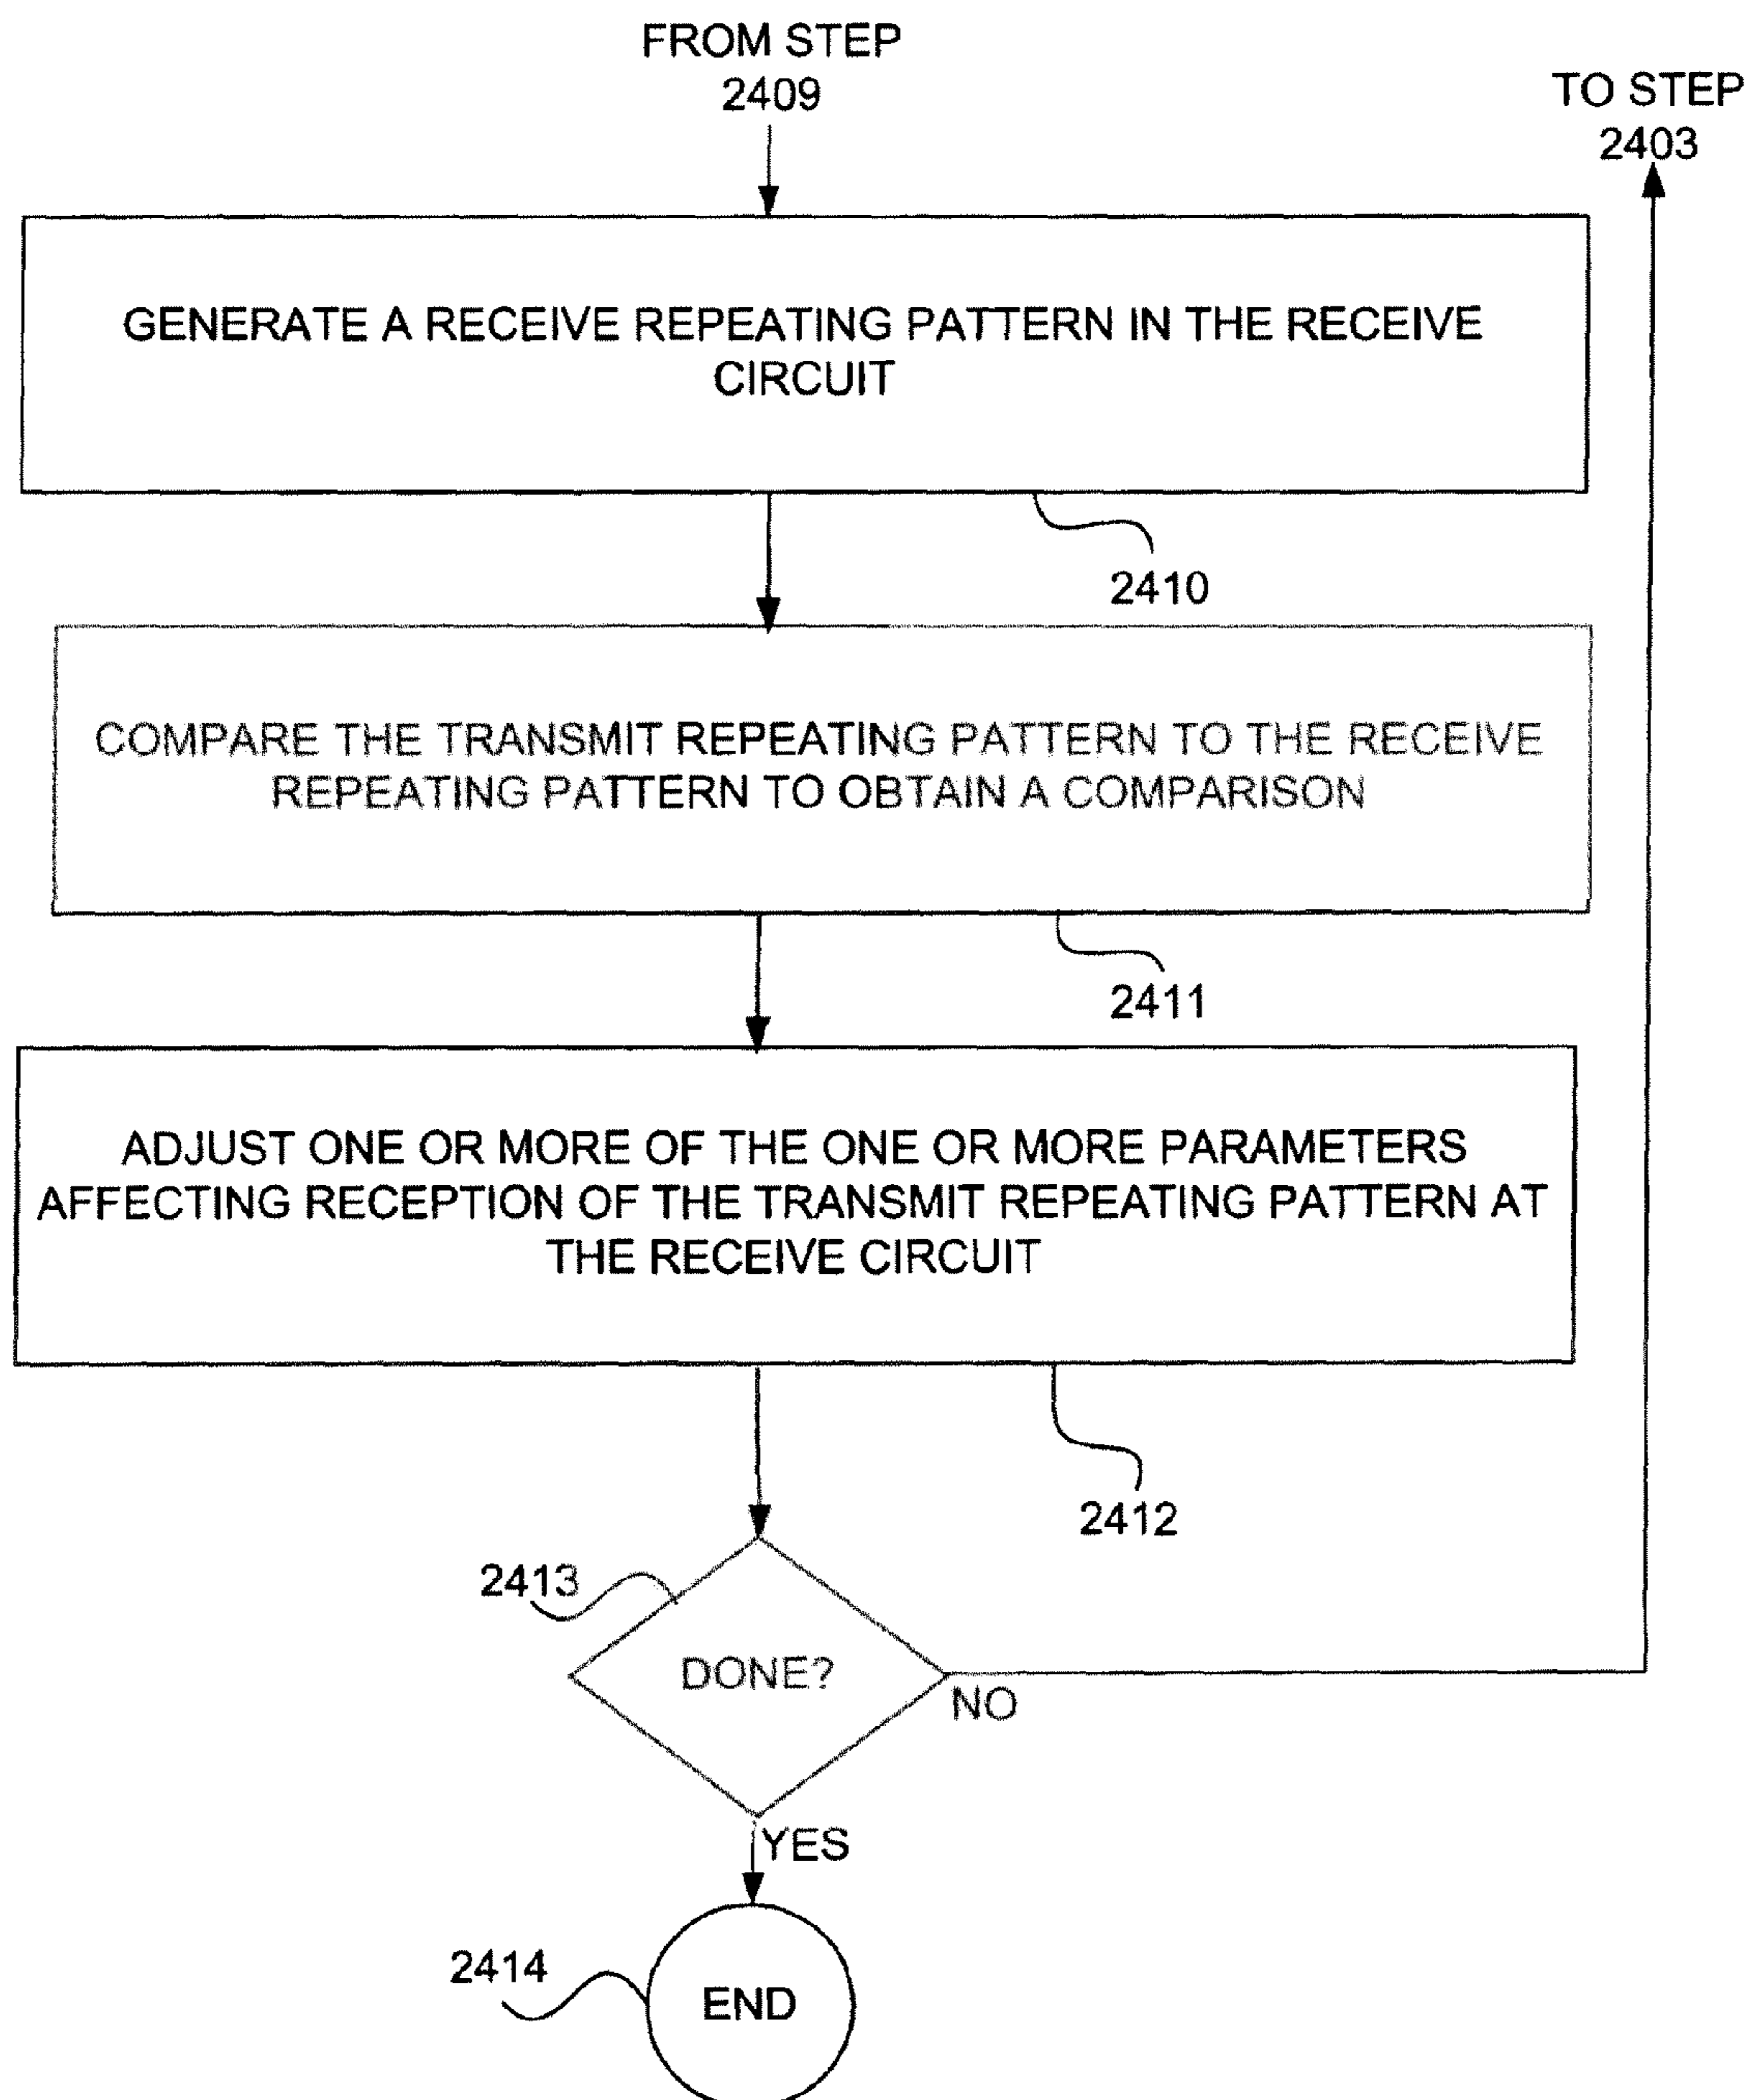 FROM STEP
2409
TO STEP
2403
GENERATE A RECEIVE REPEATING PATTERN IN THE RECEIVE
CIRCUIT
2410
COMPARE THE TRANSMIT REPEATING PATTERN TO THE RECEIVE
REPEATING PATTERN TO OBTAIN A COMPARISON
2411
ADJUST ONE OR MORE OF THE ONE OR MORE PARAMETERS
AFFECTING RECEPTION OF THE TRANSMIT REPEATING PATTERN AT
THE RECEIVE CIRCUIT
2412
2413
DONE?
NO
YES
2414
END